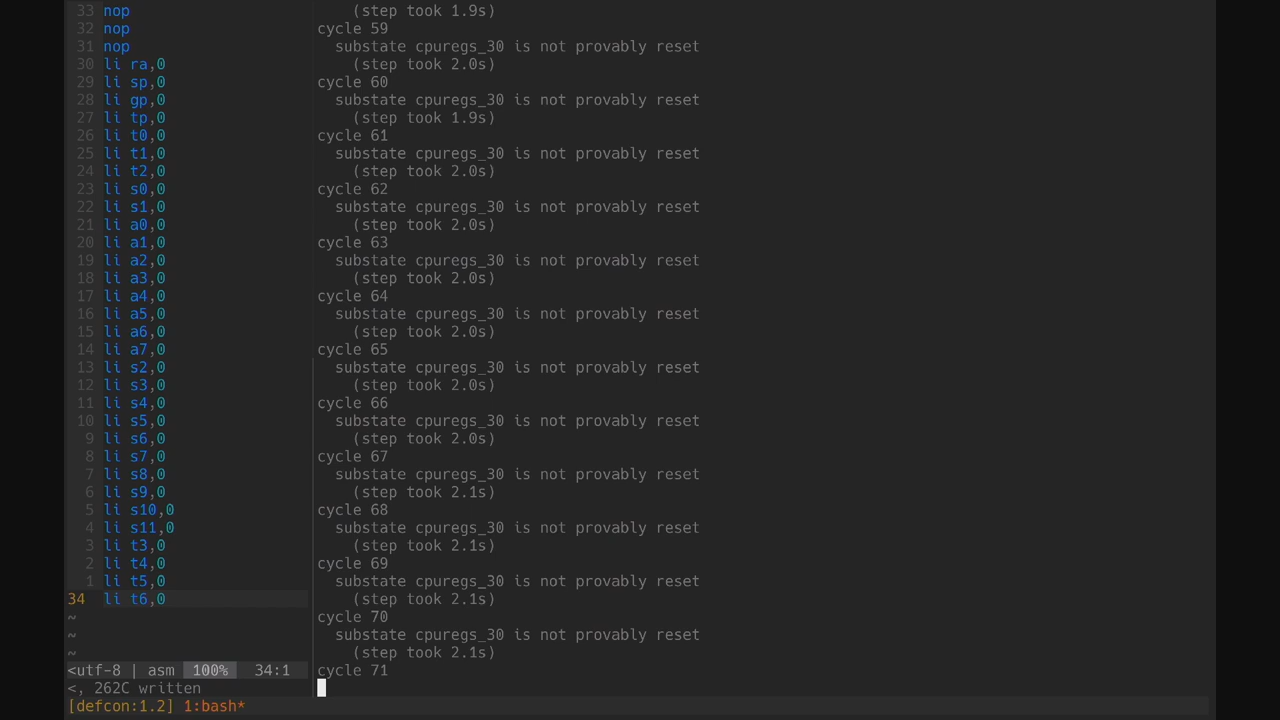 33 nop
32 nop
31 nop
30 li ra,0
29 li sp,0
28 li gp,0
27 li tp,0
26 li t0,0
25 li t1,0
24 li t2,0
23 li s0,0
22 li s1,0
21 li a0,0
20 li a1,0
19 li a2,0
18 li a3,0
17 li a4,0
16 li a5,0
15 li a6,0
14 li a7,0
13 li s2,0
12 li s3,0
11 li s4,0
10 li s5,0
9 li s6,0
8 li s7,0
7 li s8,0
6 li s9,0
5 li s10,0
4 li s11,0
3 li t3,0
2 li t4,0
1 li t5,0
34 li t6,0
~
~
~
<utf-8 | asm 100% 34:1
<, 262C written
(step took 1.9s)
cycle 59
substate cpuregs_30 is not provably reset
(step took 2.0s)
cycle 60
substate cpuregs_30 is not provably reset
(step took 1.9s)
cycle 61
substate cpuregs_30 is not provably reset
(step took 2.0s)
cycle 62
substate cpuregs_30 is not provably reset
(step took 2.0s)
cycle 63
substate cpuregs_30 is not provably reset
(step took 2.0s)
cycle 64
substate cpuregs_30 is not provably reset
(step took 2.0s)
cycle 65
substate cpuregs_30 is not provably reset
(step took 2.0s)
cycle 66
substate cpuregs_30 is not provably reset
(step took 2.0s)
cycle 67
substate cpuregs_30 is not provably reset
(step took 2.1s)
cycle 68
substate cpuregs_30 is not provably reset
(step took 2.1s)
cycle 69
substate cpuregs_30 is not provably reset
(step took 2.1s)
cycle 70
substate cpuregs_30 is not provably reset
(step took 2.1s)
cycle 71
[defcon:1.2] 1:bash*